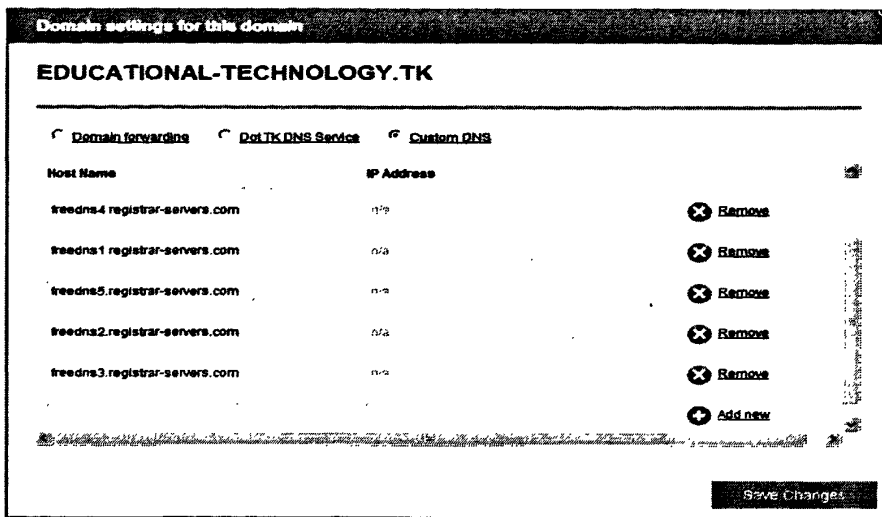 Domain settings for this domain
EDUCATIONAL-TECHNOLOGY.TK
Domain forwarding Dot TK DNS Service Custom DNS
Host Name IP Address
freedns4.registrar-servers.com n/a Remove
freedns1.registrar-servers.com n/a Remove
freedns5.registrar-servers.com n/a Remove
freedns2.registrar-servers.com n/a Remove
freedns3.registrar-servers.com n/a Remove
Add new
Save Changes